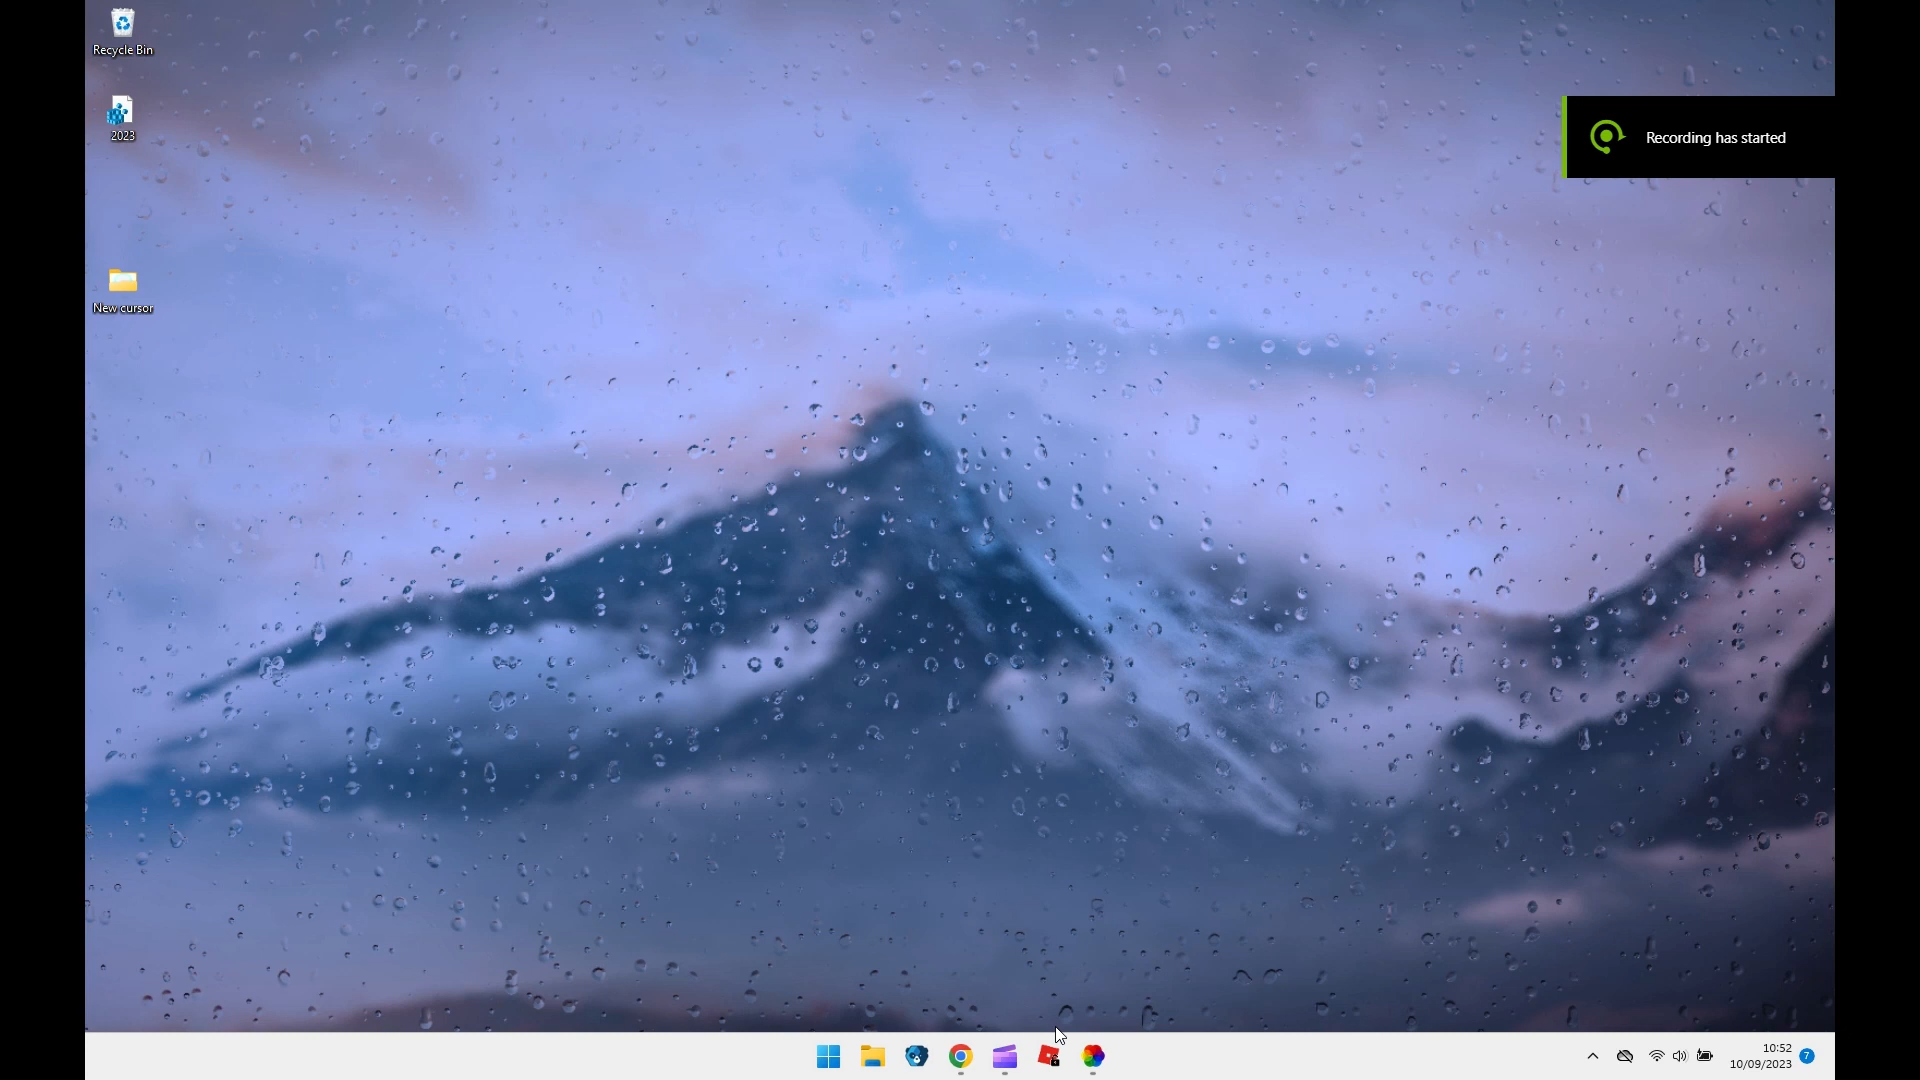 Recycle Bin
2023
Recording has started
New cursor
10:52
10/09/2023
7